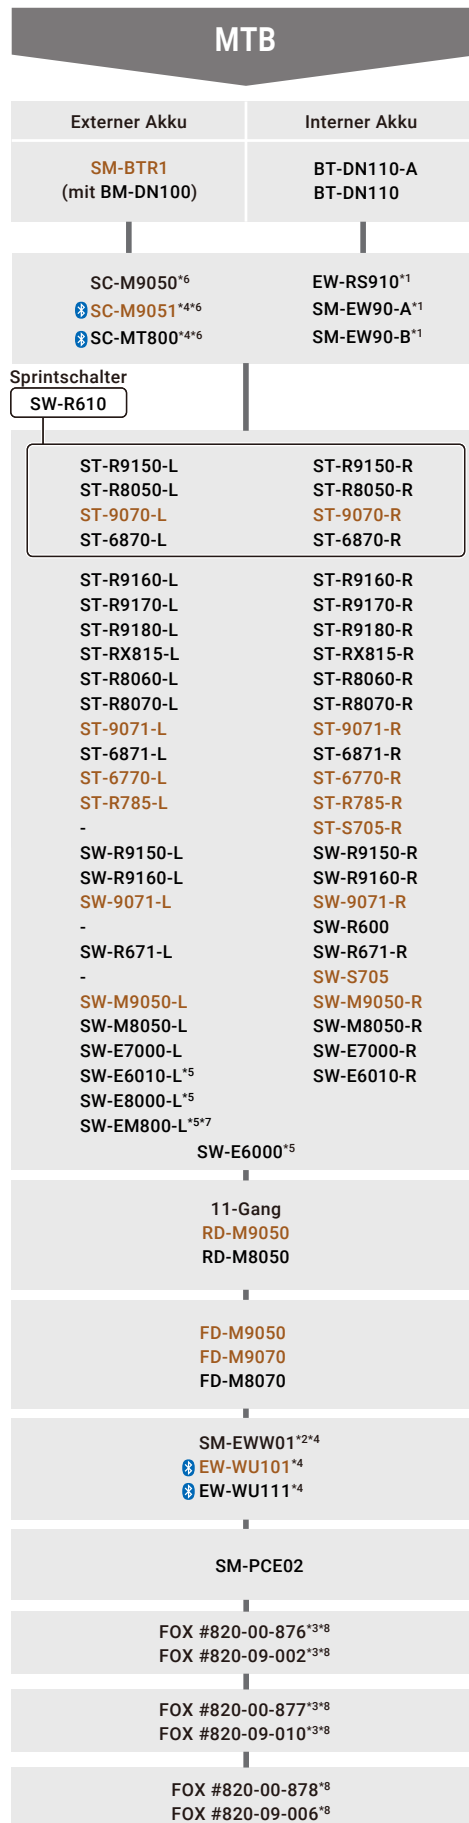 MTB
Externer Akku Interner Akku
SM-BTR1 BT-DN110-A
(mit BM-DN100) BT-DN110
SC-M9050*6 EW-RS910*1
SC-M9051*4*6 SM-EW90-A*1
SC-MT800*4*6 SM-EW90-B*1
Sprintschalter
SW-R610
ST-R9150-L ST-R9150-R
ST-R8050-L ST-R8050-R
ST-9070-L ST-9070-R
ST-6870-L ST-6870-R
ST-R9160-L ST-R9160-R
ST-R9170-L ST-R9170-R
ST-R9180-L ST-R9180-R
ST-RX815-L ST-RX815-R
ST-R8060-L ST-R8060-R
ST-R8070-L ST-R8070-R
ST-9071-L ST-9071-R
ST-6871-L ST-6871-R
ST-6770-L ST-6770-R
ST-R785-L ST-R785-R
- ST-S705-R
SW-R9150-L SW-R9150-R
SW-R9160-L SW-R9160-R
SW-9071-L SW-9071-R
- SW-R600
SW-R671-L SW-R671-R
- SW-S705
SW-M9050-L SW-M9050-R
SW-M8050-L SW-M8050-R
SW-E7000-L SW-E7000-R
SW-E6010-L*5 SW-E6010-R
SW-E8000-L*5
SW-EM800-L*5*7
SW-E6000*5
11-Gang
RD-M9050
RD-M8050
FD-M9050
FD-M9070
FD-M8070
SM-EWW01*2*4
EW-WU101*4
EW-WU111*4
SM-PCE02
FOX #820-00-876*3*8
FOX #820-09-002*3*8
FOX #820-00-877*3*8
FOX #820-09-010*3*8
FOX #820-00-878*8
FOX #820-09-006*8